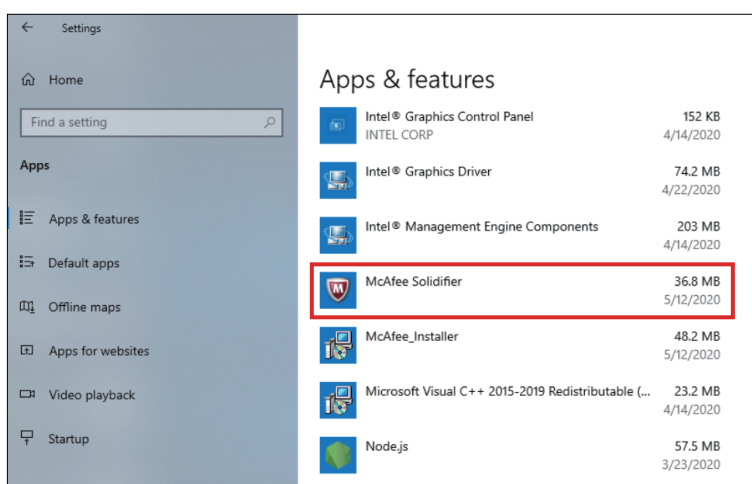 Settings
Home
Find a setting
Apps
Apps & features
Default apps
Offline maps
Apps for websites
Video playback
Startup
Apps & features
Intel® Graphics Control Panel 152 KB
INTEL CORP 4/14/2020
Intel® Graphics Driver 74.2 MB
4/22/2020
Intel® Management Engine Components 203 MB
4/14/2020
McAfee Solidifier 36.8 MB
5/12/2020
McAfee_Installer 48.2 MB
5/12/2020
Microsoft Visual C++ 2015-2019 Redistributable (... 23.2 MB
4/14/2020
Node.js 57.5 MB
3/23/2020